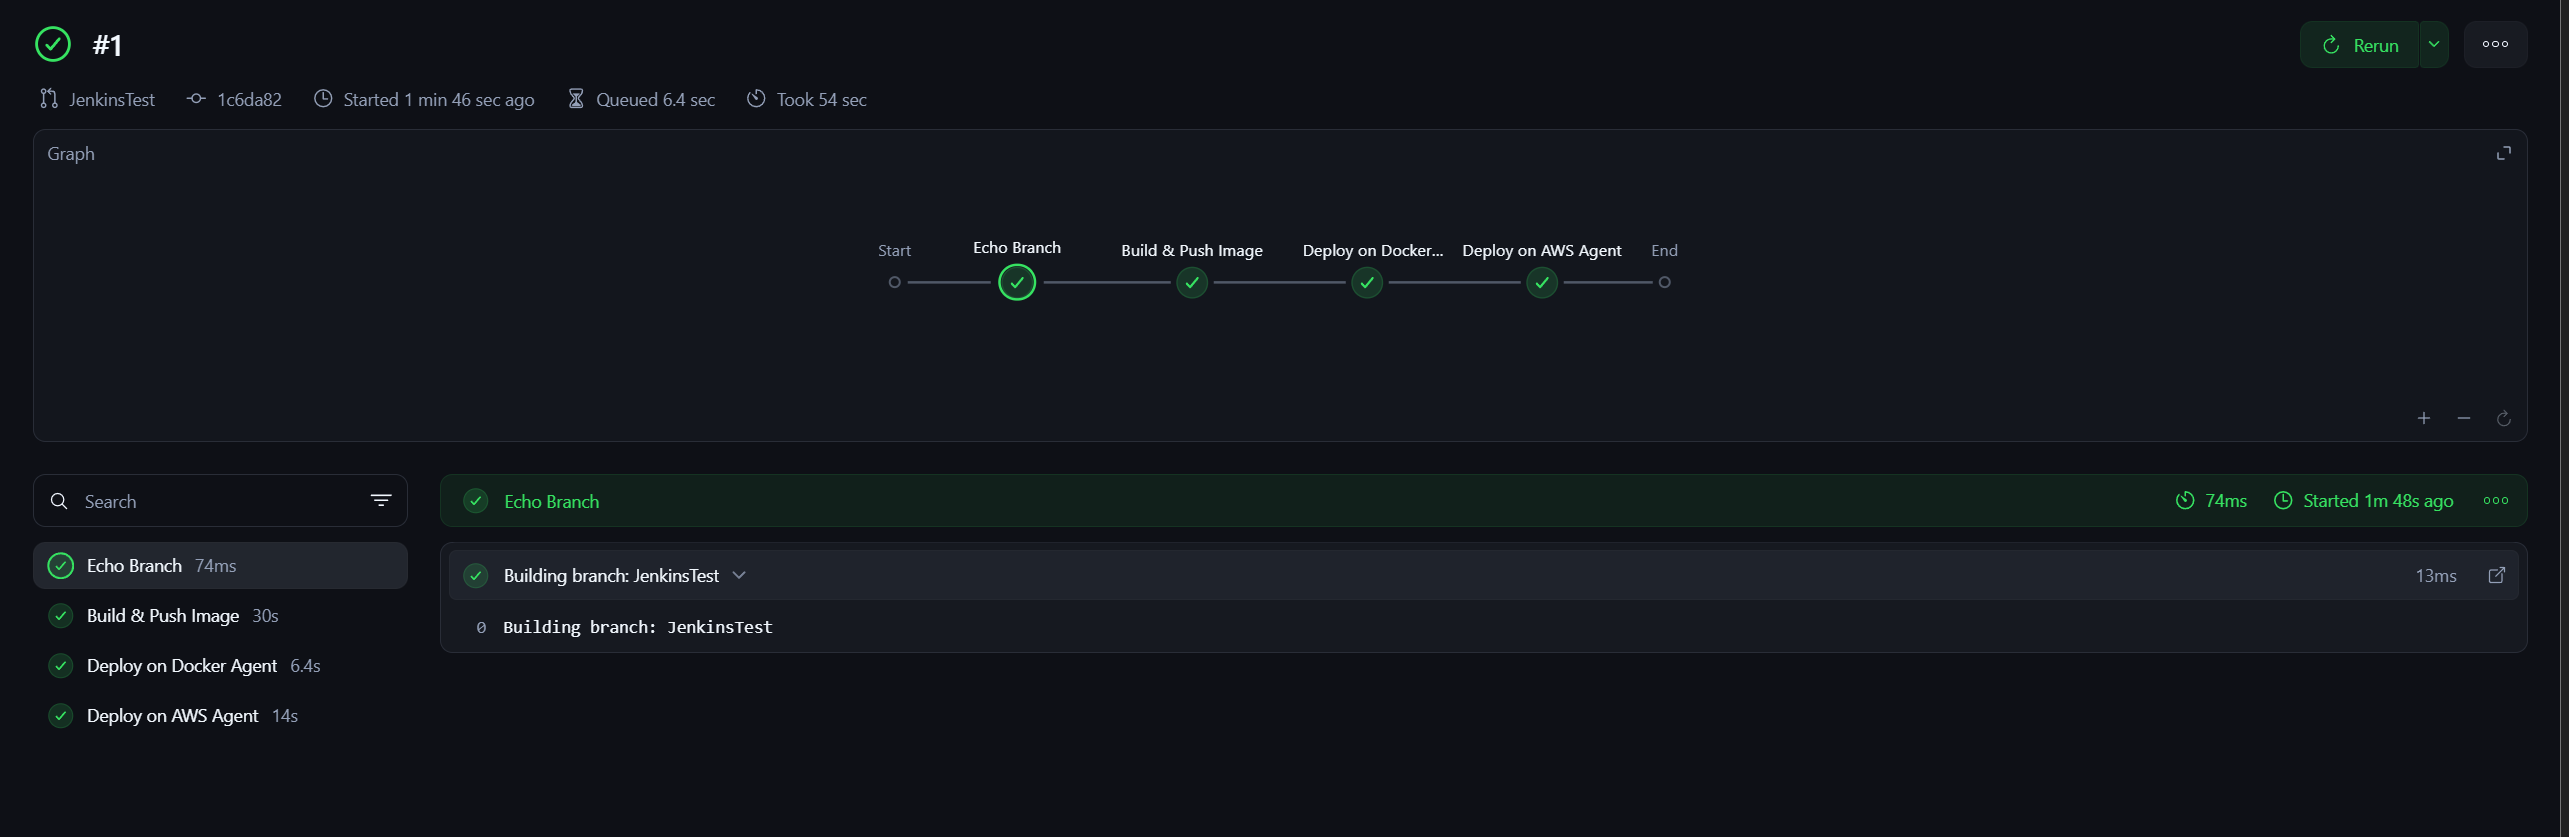 #1
Rerun
JenkinsTest 1c6da82 Started 1 min 46 sec ago Queued 6.4 sec Took 54 sec
Graph
Start Echo Branch Build & Push Image Deploy on Docker... Deploy on AWS Agent End
Search
Echo Branch 74ms
Build & Push Image 30s
Deploy on Docker Agent 6.4s
Deploy on AWS Agent 14s
Echo Branch 74ms Started 1m 48s ago
Building branch: JenkinsTest 13ms
0 Building branch: JenkinsTest